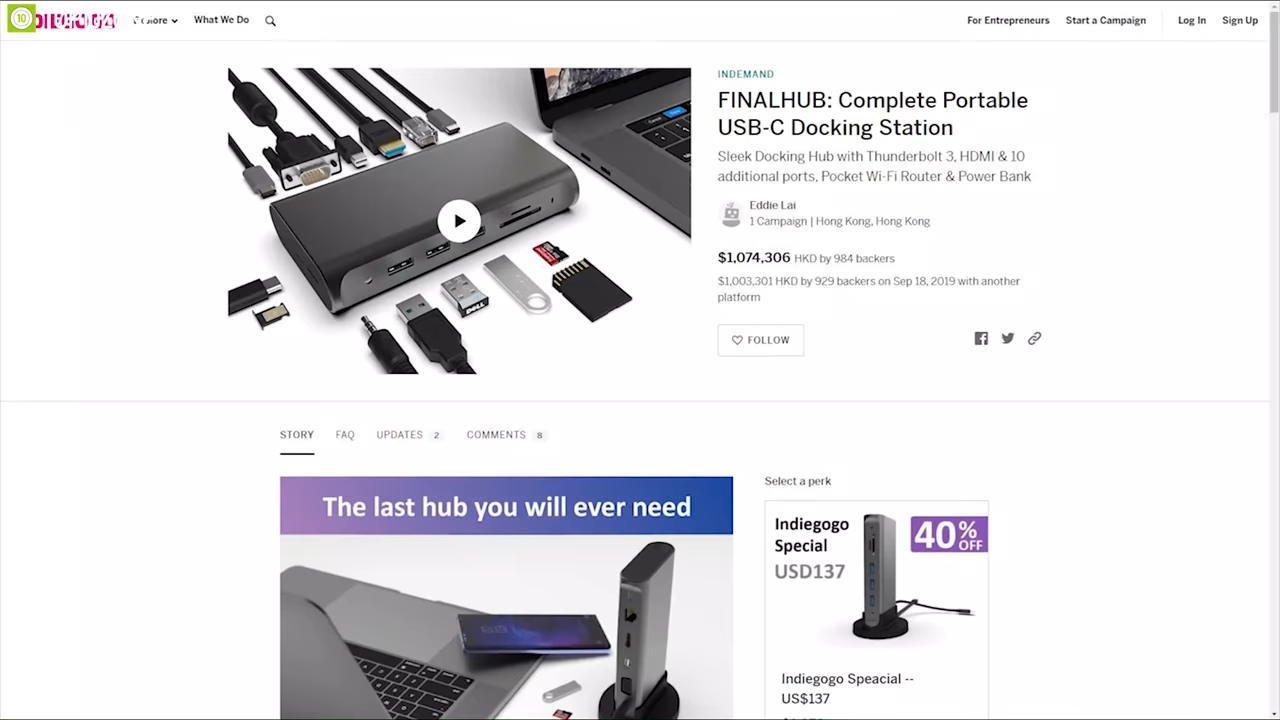 10
What We Do
For Entrepreneurs
Start a Campaign
Log In
Sign Up
INDEMAND
FINALHUB: Complete Portable
USB-C Docking Station
Sleek Docking Hub with Thunderbolt 3, HDMI & 10
additional ports, Pocket Wi-Fi Router & Power Bank
Eddie Lai
1 Campaign | Hong Kong, Hong Kong
$1,074,306 HKD by 984 backers
$1,003,301 HKD by 929 backers on Sep 18, 2019 with another
platform
FOLLOW
DELL
STORY
FAQ
UPDATES 2
COMMENTS 8
The last hub you will ever need
Select a perk
Indiegogo
Special
USD137
40%
OFF
Indiegogo Speacial --
US$137